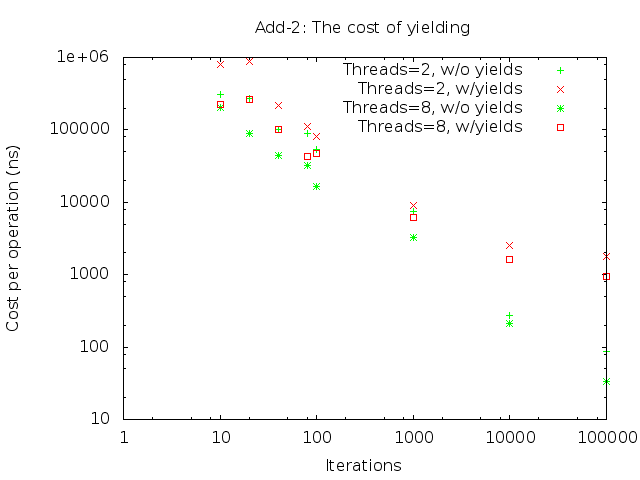 Add-2: The cost of yielding
1e+06
100000
10000
1000
100
10
Cost per operation (ns)
Threads=2, w/o yields
Threads=2, w/yields
Threads=8, w/o yields
Threads=8, w/yields
1
10
100
1000
10000
100000
Iterations